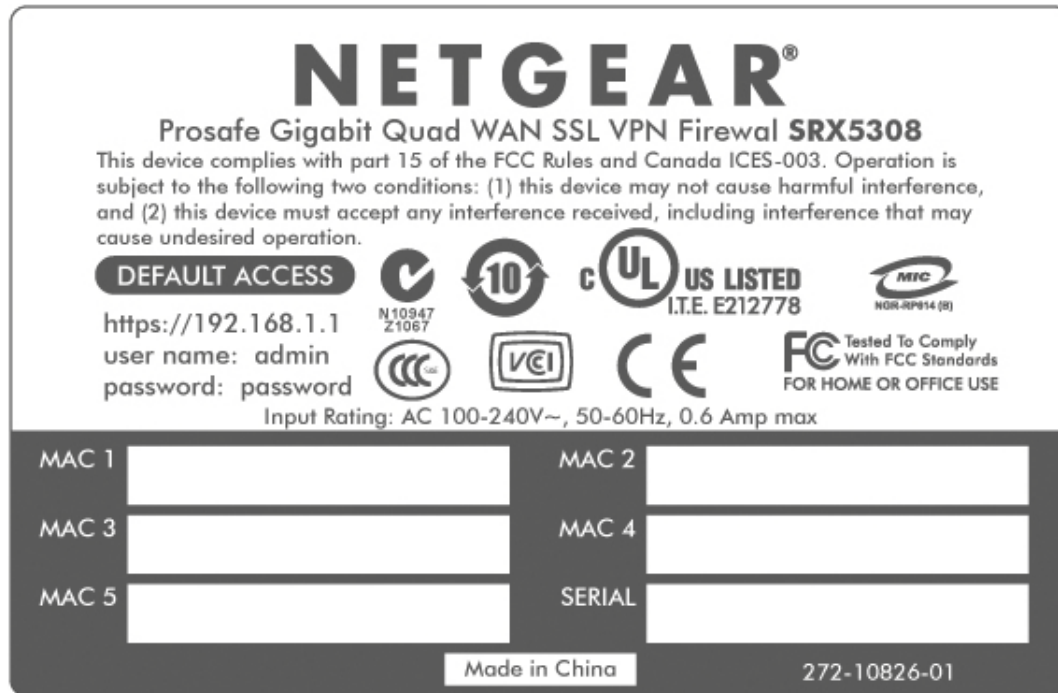 NETGEAR®
Prosafe Gigabit Quad WAN SSL VPN Firewal SRX5308
This device complies with part 15 of the FCC Rules and Canada ICES-003. Operation is
subject to the following two conditions: (1) this device may not cause harmful interference,
and (2) this device must accept any interference received, including interference that may
cause undesired operation.
DEFAULT ACCESS
https://192.168.1.1
user name: admin
password: password
N10947
Z1067
10
C UL US LISTED
I.T.E. E212778
MIC
NGR-RP614 (B)
CCC
VCI
CE
FC Tested To Comply
With FCC Standards
FOR HOME OR OFFICE USE
Input Rating: AC 100-240V~, 50-60Hz, 0.6 Amp max
MAC 1
MAC 2
MAC 3
MAC 4
MAC 5
SERIAL
Made in China
272-10826-01